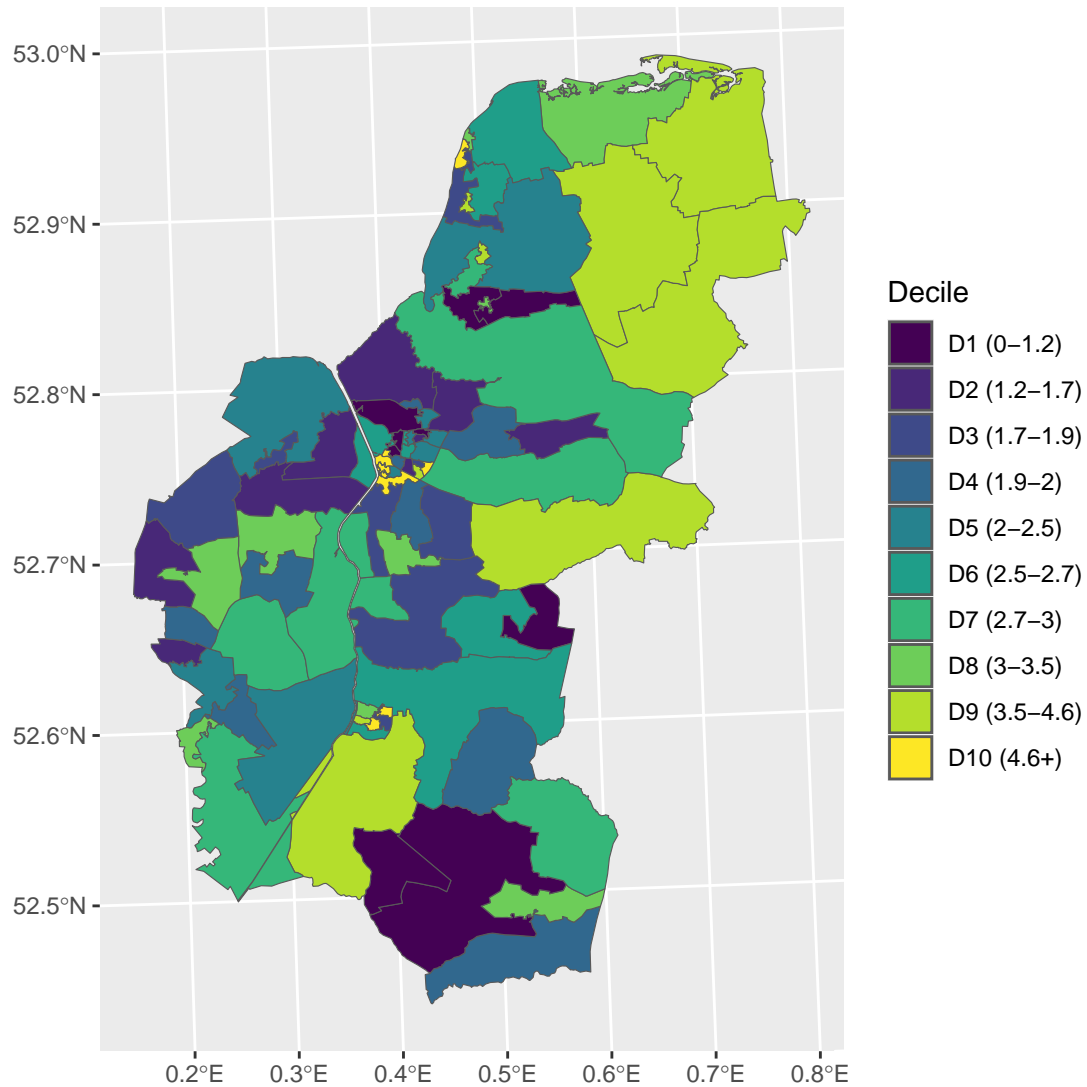 53.0°N
52.9°N
52.8°N
52.7°N
52.6°N
52.5°N
0.2°E 0.3°E 0.4°E 0.5°E 0.6°E 0.7°E 0.8°E
Decile
D1 (0−1.2)
D2 (1.2−1.7)
D3 (1.7−1.9)
D4 (1.9−2)
D5 (2−2.5)
D6 (2.5−2.7)
D7 (2.7−3)
D8 (3−3.5)
D9 (3.5−4.6)
D10 (4.6+)